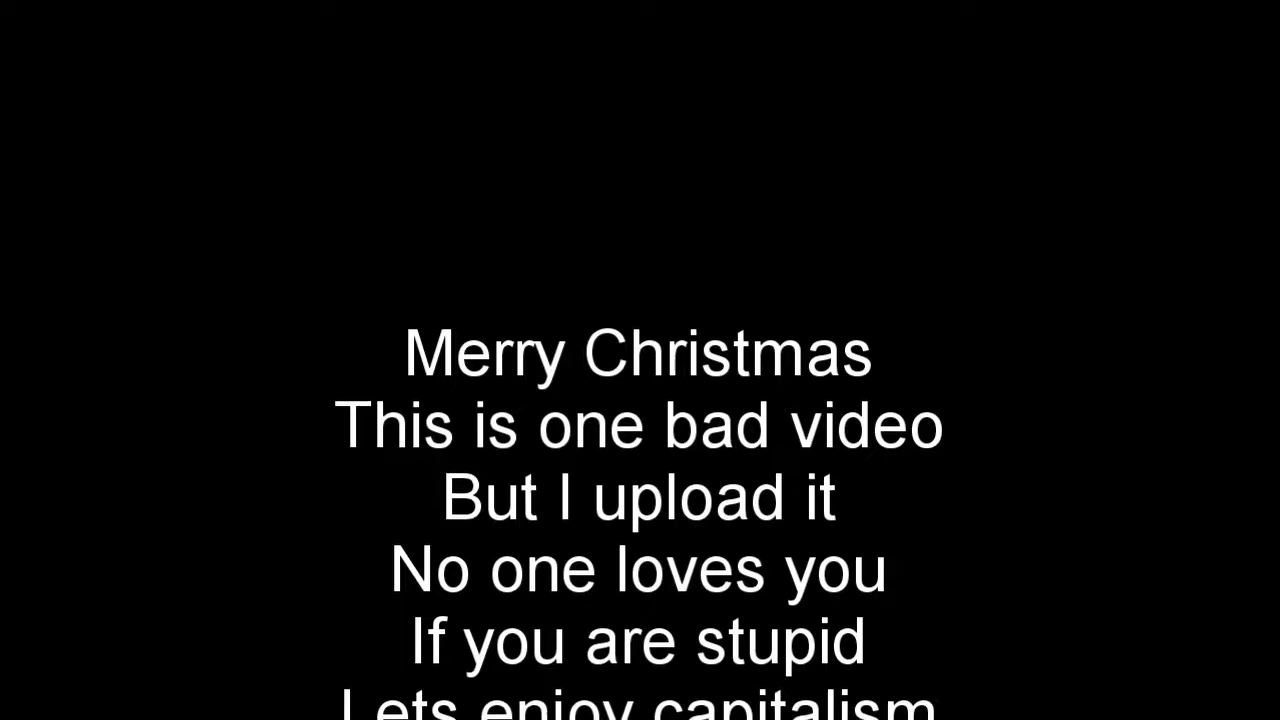 Merry Christmas
This is one bad video
But I upload it
No one loves you
If you are stupid
Lets enjoy capitalism